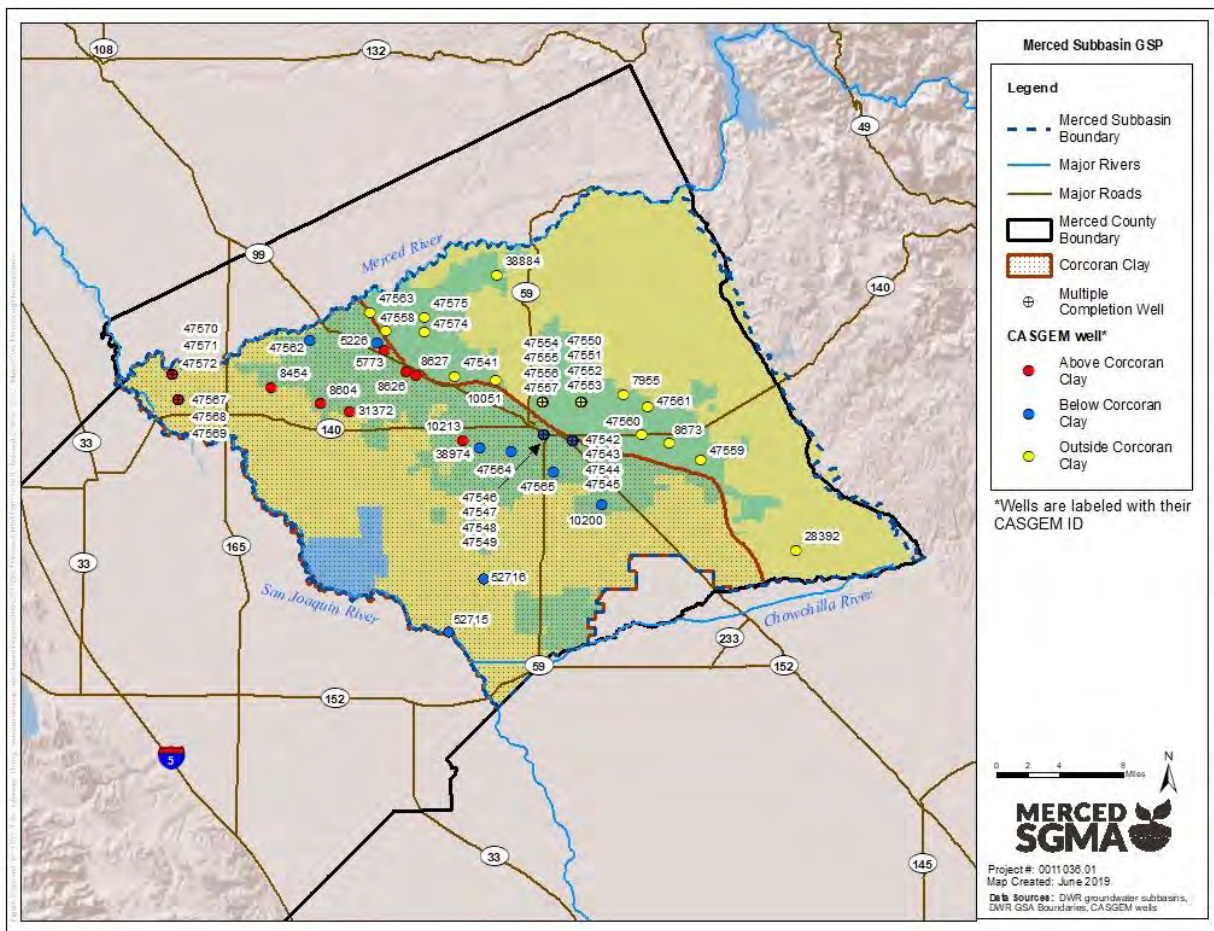 108
132
49
99
Merced River
38884
59
140
47563
47575
47558
47574
47570
47571
47572
47562
5226
5773
8627
47541
8626
10051
47554
47555
47556
47557
47550
47551
47552
47553
7955
47561
47560
8673
47559
8454
8604
31372
47567
47568
47569
140
33
10213
38974
47564
47565
47542
47543
47544
47545
47546
47547
47548
47549
10200
28392
165
33
52716
52715
San Joaquin River
Chowchilla River
233
59
152
152
5
33
145
Merced Subbasin GSP
Legend
Merced Subbasin
Boundary
Major Rivers
Major Roads
Merced County
Boundary
Corcoran Clay
Multiple
Completion Well
CASGEM well*
Above Corcoran
Clay
Below Corcoran
Clay
Outside Corcoran
Clay
*Wells are labeled with their
CASGEM ID
0 2 4 8
Miles
N
MERCED
SGMA
Project #: 0011036.01
Map Created: June 2019
Data Sources: DWR groundwater subbasins,
DWR GSA Boundaries, CASGEM wells